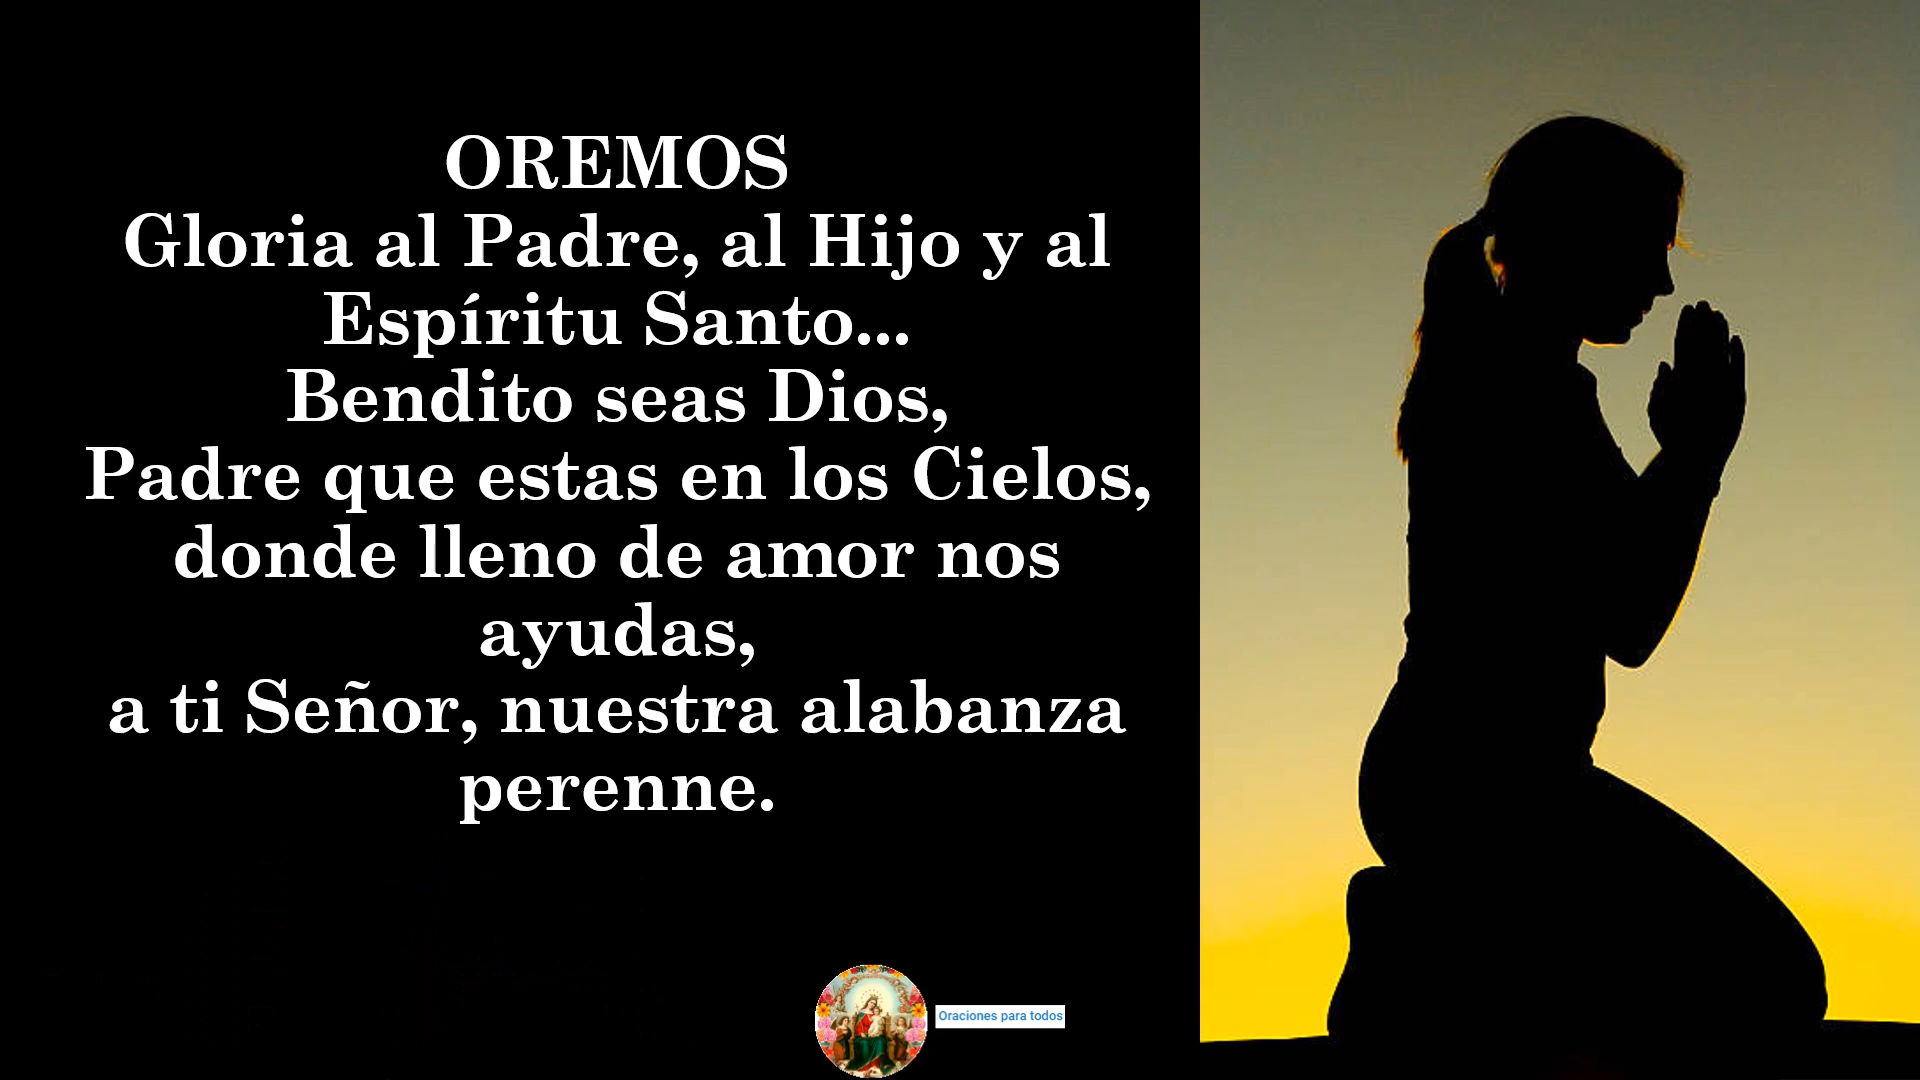 OREMOS
Gloria al Padre, al Hijo y al
Espíritu Santo...
Bendito seas Dios,
Padre que estas en los Cielos,
donde lleno de amor nos
ayudas,
a ti Señor, nuestra alabanza
perenne.
Oraciones para todos